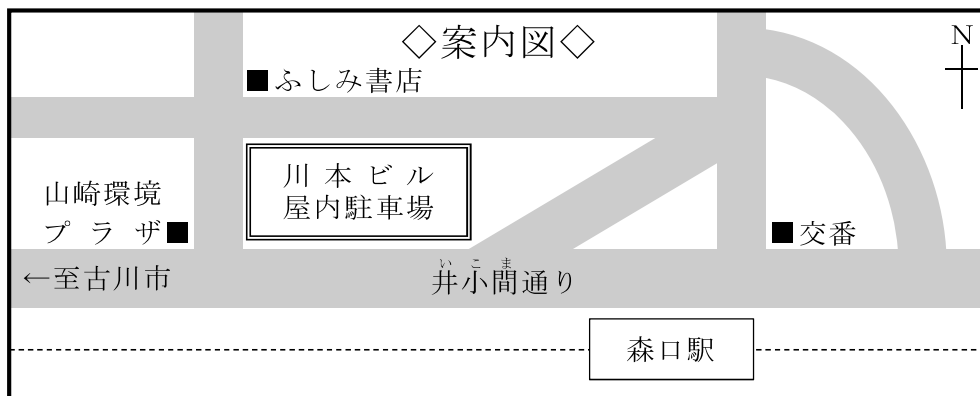 ◇案内図◇
N
■ふしみ書店
川本ビル
屋内駐車場
山崎環境
プラザ■
■交番
←至古川市
いこま
井小間通り
森口駅